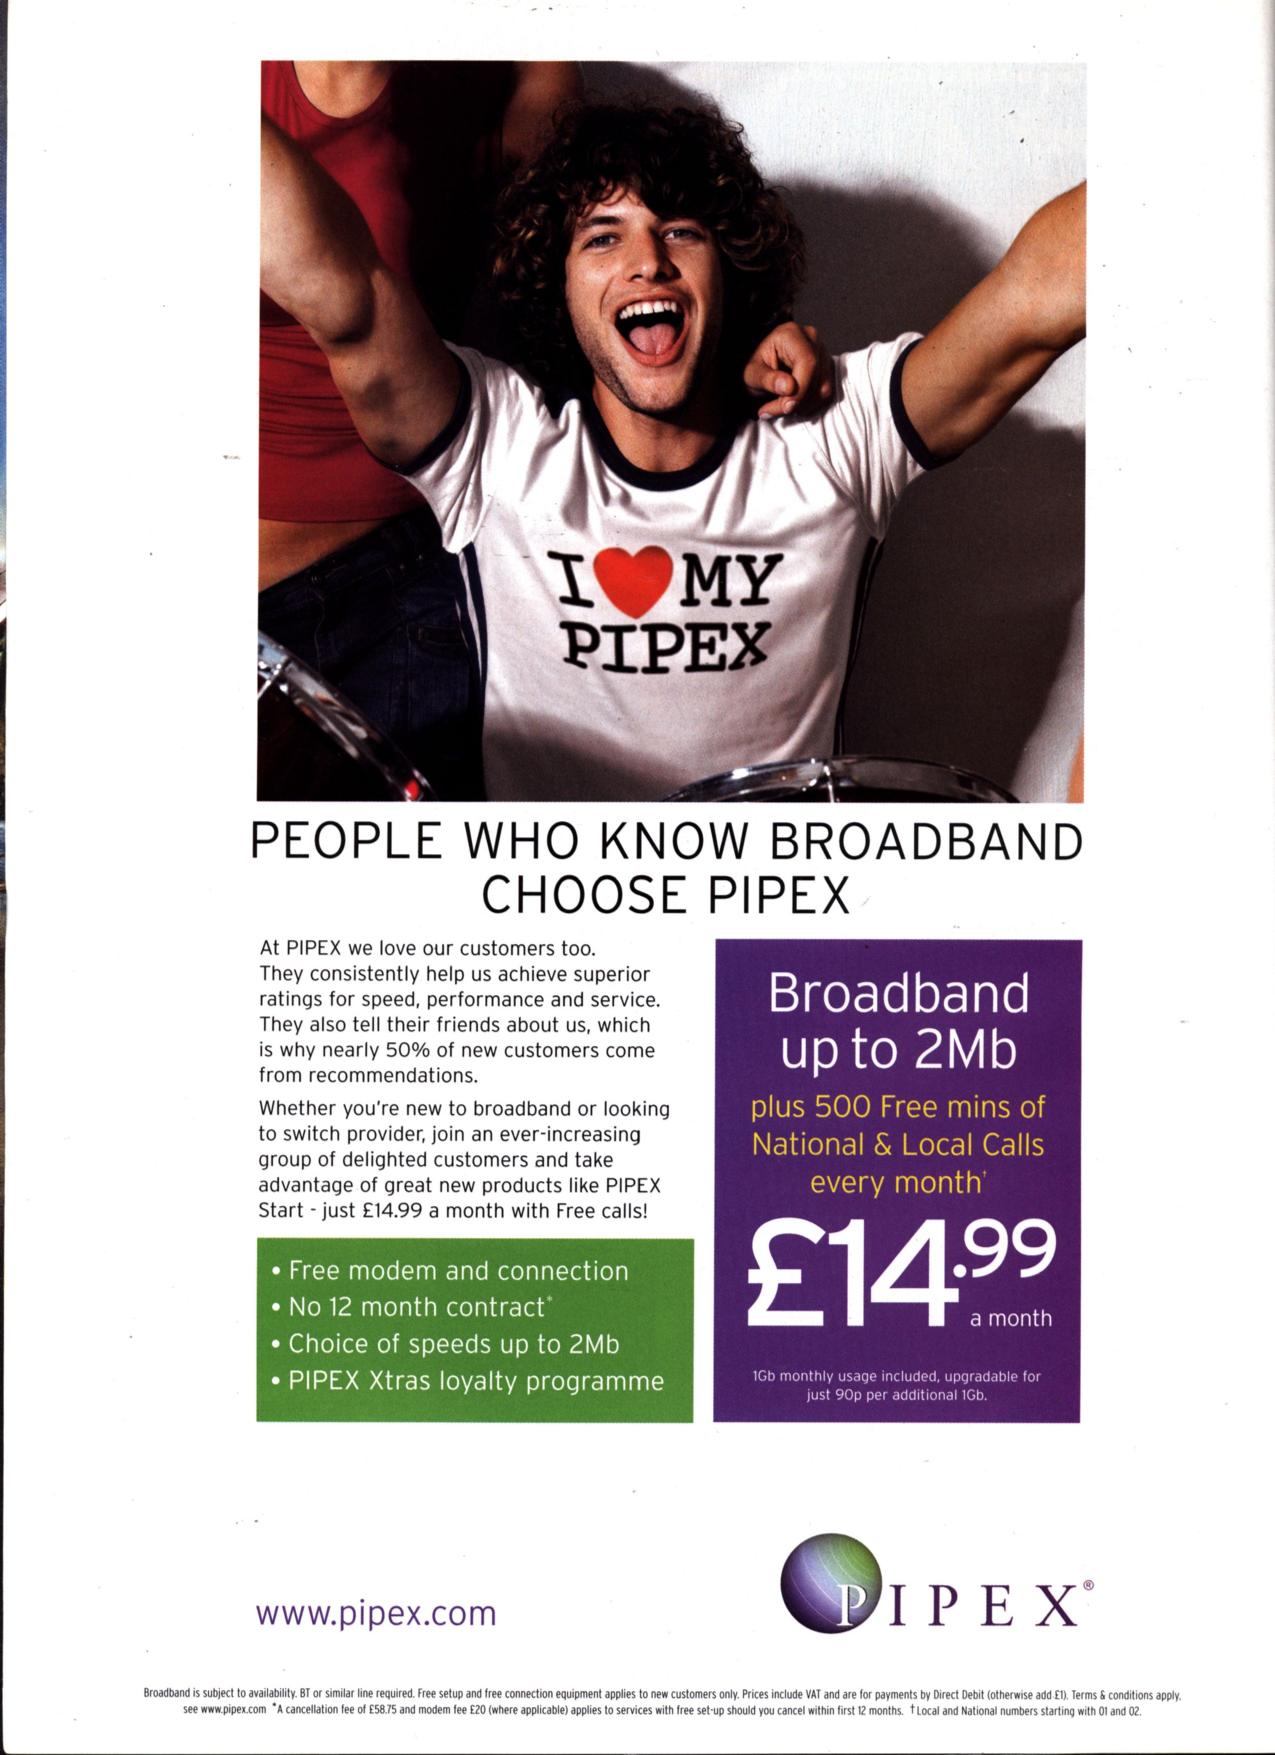 I ❤ MY
PIPEX
PEOPLE WHO KNOW BROADBAND
CHOOSE PIPEX
At PIPEX we love our customers too.
They consistently help us achieve superior
ratings for speed, performance and service.
They also tell their friends about us, which
is why nearly 50% of new customers come
from recommendations.
Whether you're new to broadband or looking
to switch provider, join an ever-increasing
group of delighted customers and take
advantage of great new products like PIPEX
Start - just £14.99 a month with Free calls!
• Free modem and connection
• No 12 month contract*
• Choice of speeds up to 2Mb
• PIPEX Xtras loyalty programme
Broadband
up to 2Mb
plus 500 Free mins of
National & Local Calls
every month†
£14.99
a month
1Gb monthly usage included, upgradable for
just 90p per additional 1Gb.
www.pipex.com
PIPEX®
Broadband is subject to availability. BT or similar line required. Free setup and free connection equipment applies to new customers only. Prices include VAT and are for payments by Direct Debit (otherwise add £1). Terms & conditions apply,
see www.pipex.com *A cancellation fee of £58.75 and modem fee £20 (where applicable) applies to services with free set-up should you cancel within first 12 months. †Local and National numbers starting with 01 and 02.